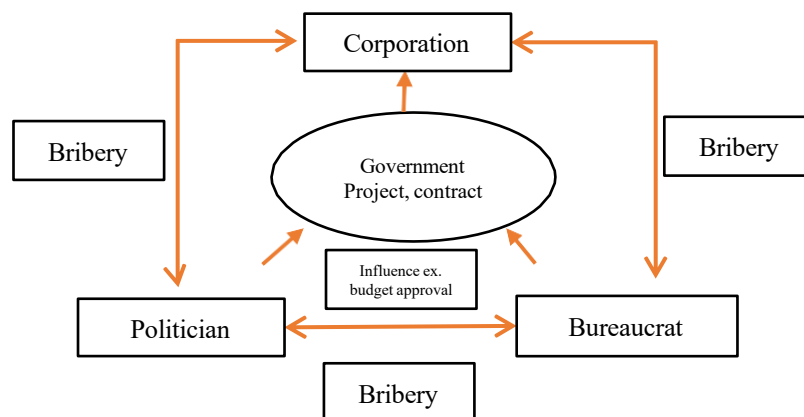 Corporation
Bribery
Bribery
Government
Project, contract
Influence ex.
budget approval
Politician
Bureaucrat
Bribery